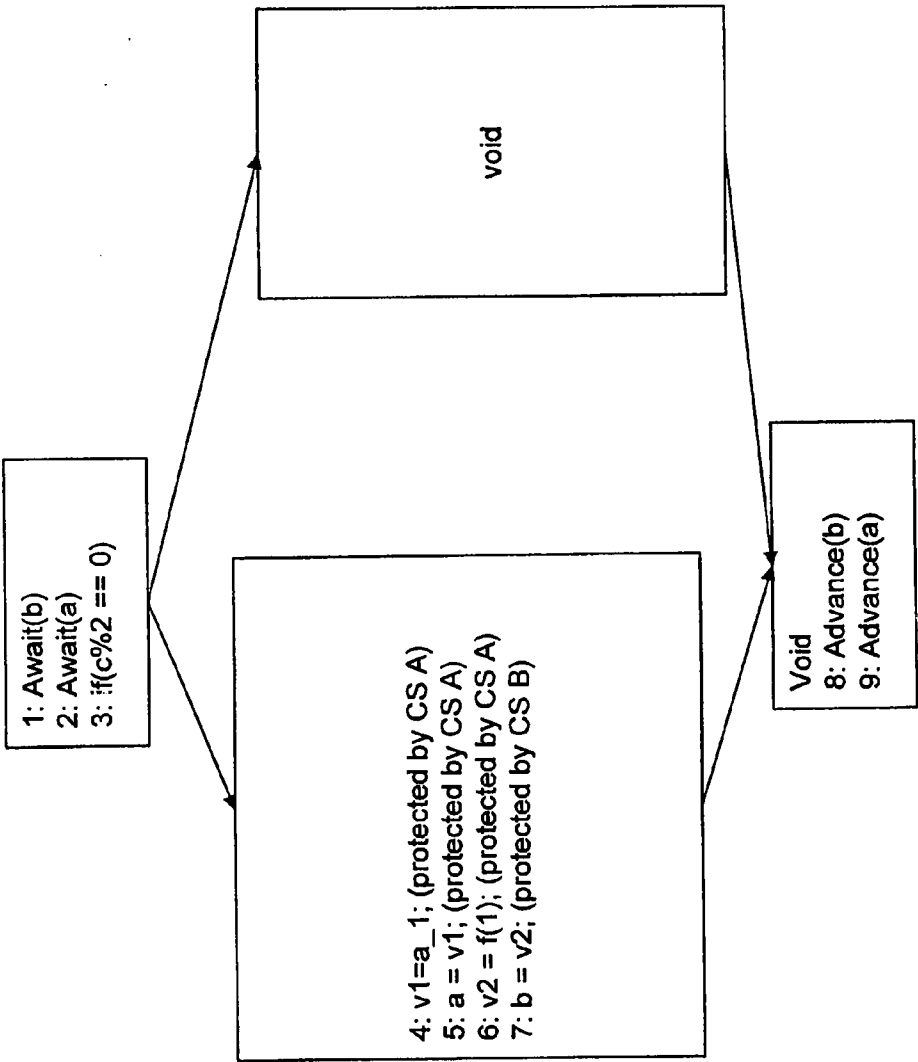 1: Await(b)
2: Await(a)
3: if(c%2 == 0)
4: v1=a_1; (protected by CS A)
5: a = v1; (protected by CS A)
6: v2 = f(1); (protected by CS A)
7: b = v2; (protected by CS B)
void
Void
8: Advance(b)
9: Advance(a)